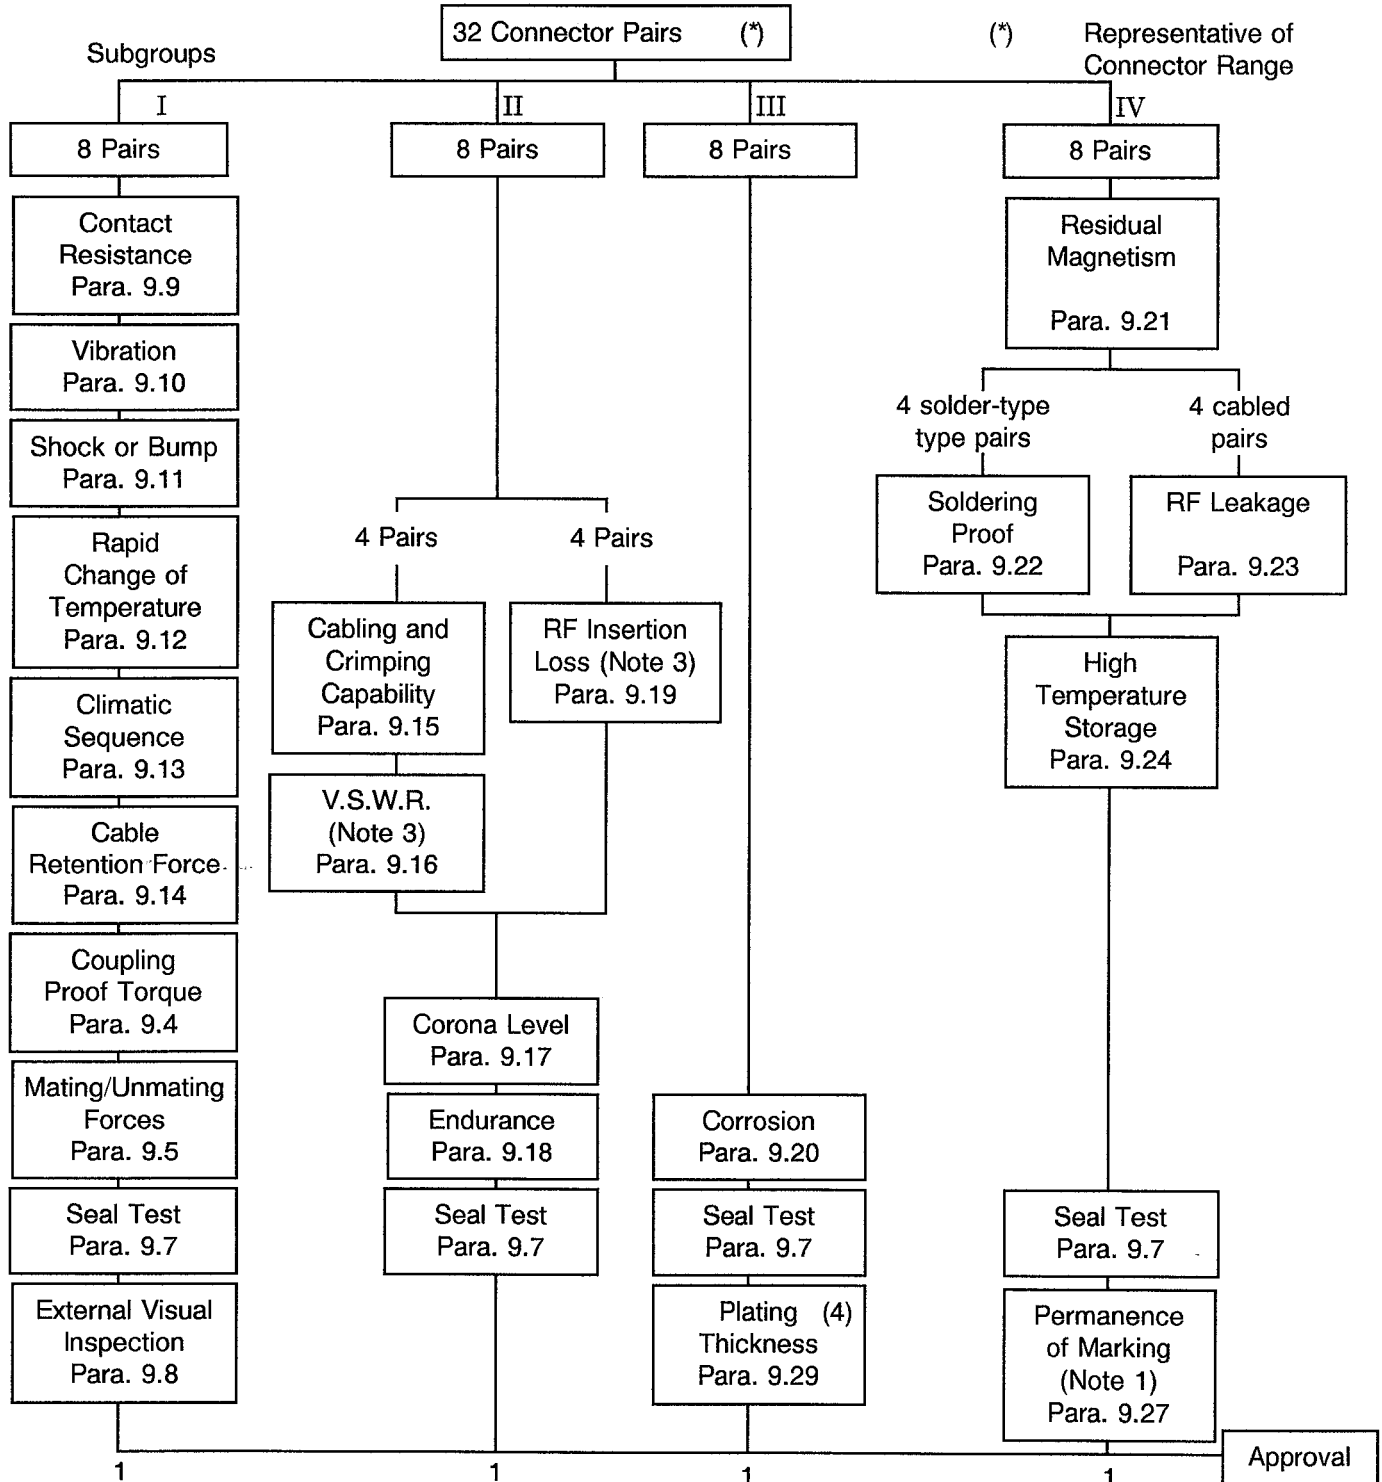 32 Connector Pairs (*)
(*) Representative of
Connector Range
Subgroups
I
II
III
IV
8 Pairs
8 Pairs
8 Pairs
8 Pairs
Contact
Resistance
Para. 9.9
Vibration
Para. 9.10
Shock or Bump
Para. 9.11
Rapid
Change of
Temperature
Para. 9.12
Climatic
Sequence
Para. 9.13
Cable
Retention Force
Para. 9.14
Coupling
Proof Torque
Para. 9.4
Mating/Unmating
Forces
Para. 9.5
Seal Test
Para. 9.7
External Visual
Inspection
Para. 9.8
4 Pairs
4 Pairs
Cabling and
Crimping
Capability
Para. 9.15
RF Insertion
Loss (Note 3)
Para. 9.19
V.S.W.R.
(Note 3)
Para. 9.16
Corona Level
Para. 9.17
Endurance
Para. 9.18
Seal Test
Para. 9.7
Corrosion
Para. 9.20
Seal Test
Para. 9.7
Plating (4)
Thickness
Para. 9.29
Residual
Magnetism
Para. 9.21
4 solder-type
type pairs
4 cabled
pairs
Soldering
Proof
Para. 9.22
RF Leakage
Para. 9.23
High
Temperature
Storage
Para. 9.24
Seal Test
Para. 9.7
Permanence
of Marking
(Note 1)
Para. 9.27
Approval
1
1
1
1